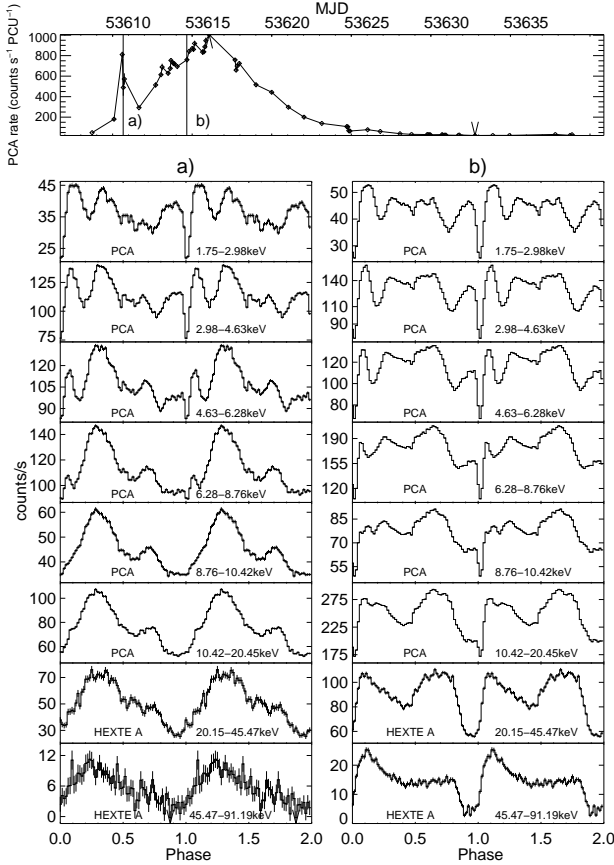 MJD
53610 53615 53620 53625 53630 53635
PCA rate (counts s⁻¹ PCU⁻¹)
1000
800
600
400
200
a) b)
a) b)
counts/s
45
35
25
PCA 1.75−2.98keV
50
40
30
PCA 1.75−2.98keV
125
100
75
PCA 2.98−4.63keV
140
115
90
PCA 2.98−4.63keV
120
105
90
PCA 4.63−6.28keV
120
100
80
PCA 4.63−6.28keV
140
120
100
PCA 6.28−8.76keV
190
155
120
PCA 6.28−8.76keV
60
50
40
PCA 8.76−10.42keV
85
70
55
PCA 8.76−10.42keV
100
80
60
PCA 10.42−20.45keV
275
225
175
PCA 10.42−20.45keV
70
50
30
HEXTE A 20.15−45.47keV
100
80
60
HEXTE A 20.15−45.47keV
12
9
6
3
0
HEXTE A 45.47−91.19keV
20
10
0
HEXTE A 45.47−91.19keV
0.0 0.5 1.0 1.5 2.0
Phase
0.0 0.5 1.0 1.5 2.0
Phase